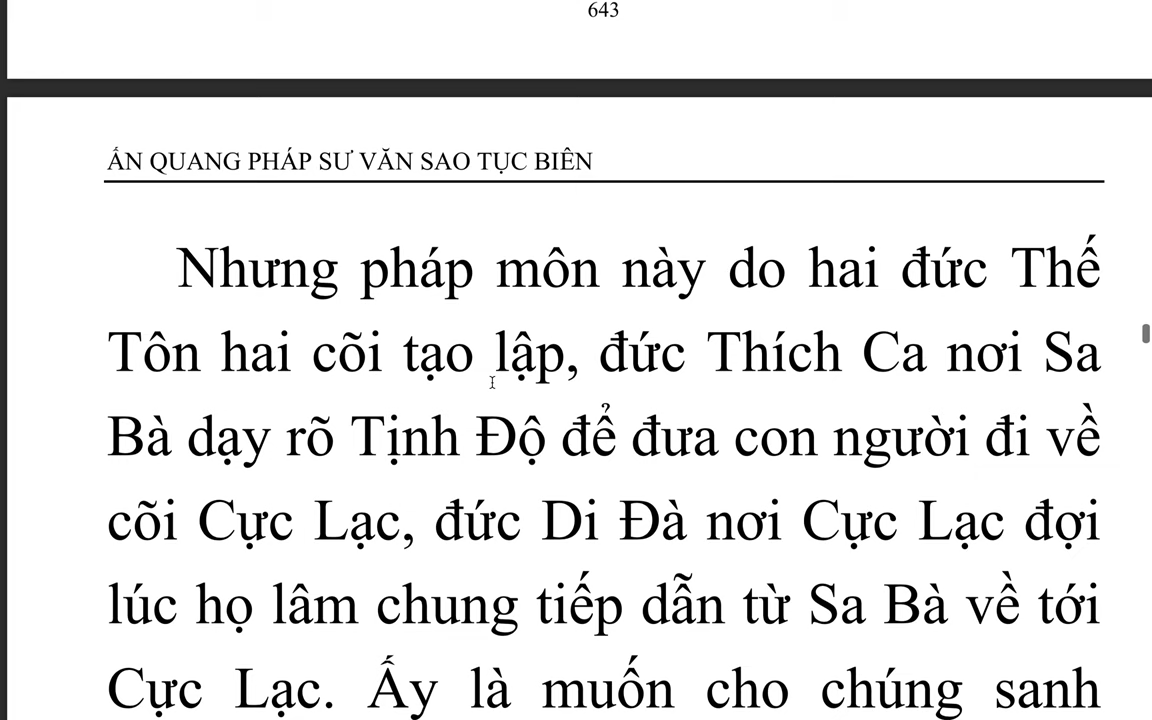 643
ẤN QUANG PHÁP SƯ VĂN SAO TỤC BIÊN
Nhưng pháp môn này do hai đức Thế
Tôn hai cõi tạo lập, đức Thích Ca nơi Sa
Bà dạy rõ Tịnh Độ để đưa con người đi về
cõi Cực Lạc, đức Di Đà nơi Cực Lạc đợi
lúc họ lâm chung tiếp dẫn từ Sa Bà về tới
Cực Lạc. Ấy là muốn cho chúng sanh